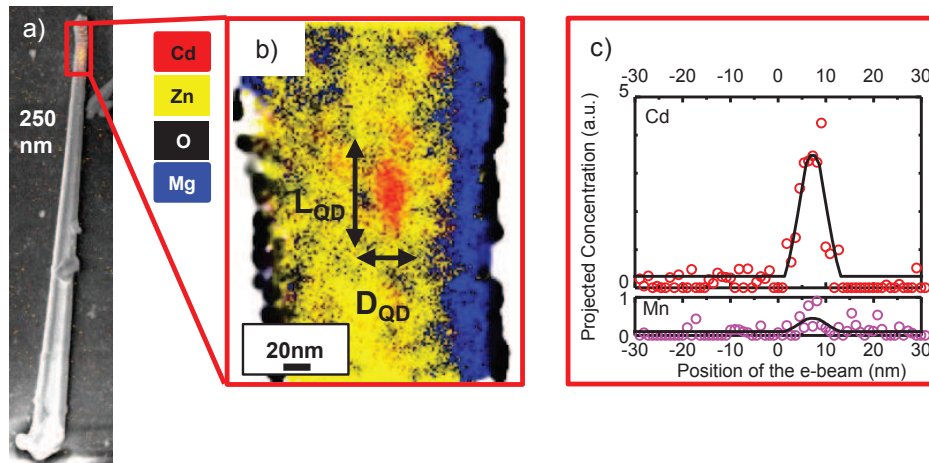 a)
250
nm
Cd
Zn
O
Mg
b)
L_QD
D_QD
20nm
c)
-30 -20 -10 0 10 20 30
5
Cd
0
Projected Concentration (a.u.)
1
Mn
0
-30 -20 -10 0 10 20 30
Position of the e-beam (nm)